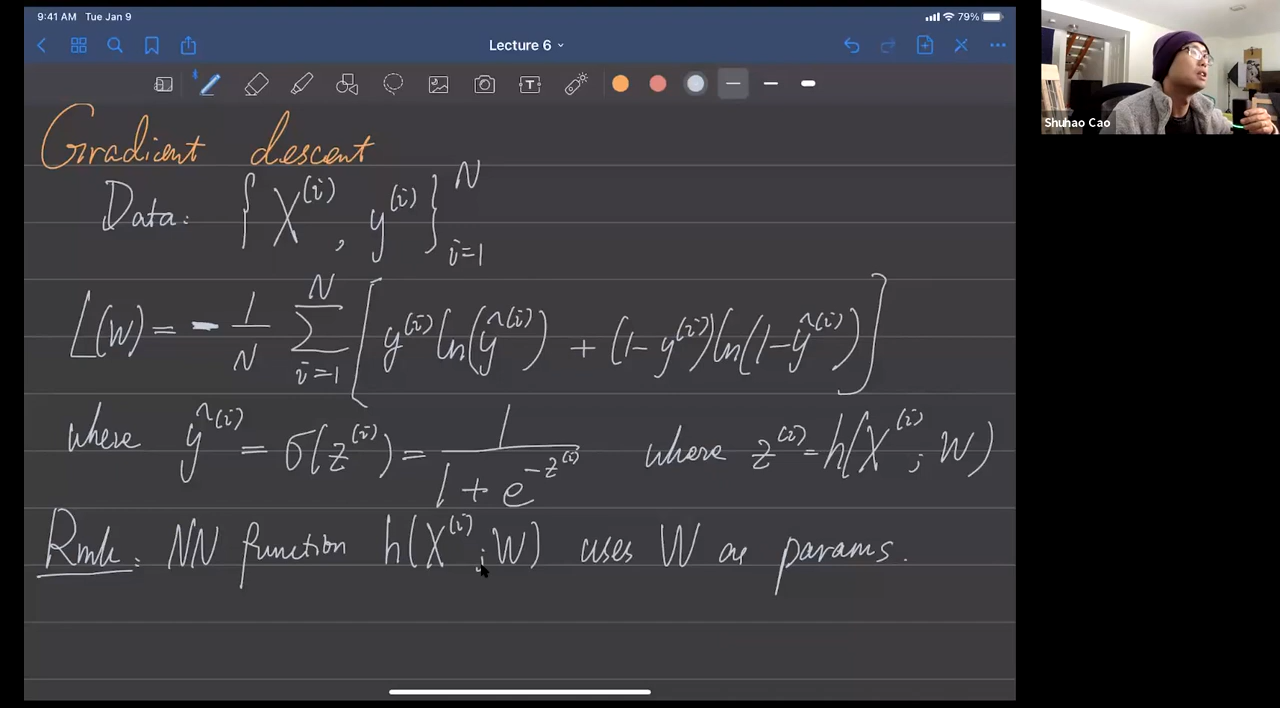 9:41 AM Tue Jan 9
79%
Lecture 6
T
Shuhao Cao
Gradient descent
Data: { X^(i), y^(i) }_{i=1}^N
L(W) = - 1/N ∑_{i=1}^N [ y^(i) ln(ŷ^(i)) + (1-y^(i)) ln(1-ŷ^(i)) ]
where ŷ^(i) = σ(z^(i)) = 1/(1 + e^{-z^(i)}) where z^(i) = h(X^(i); W)
Rmk: NN function h(X^(i); W) uses W as params.